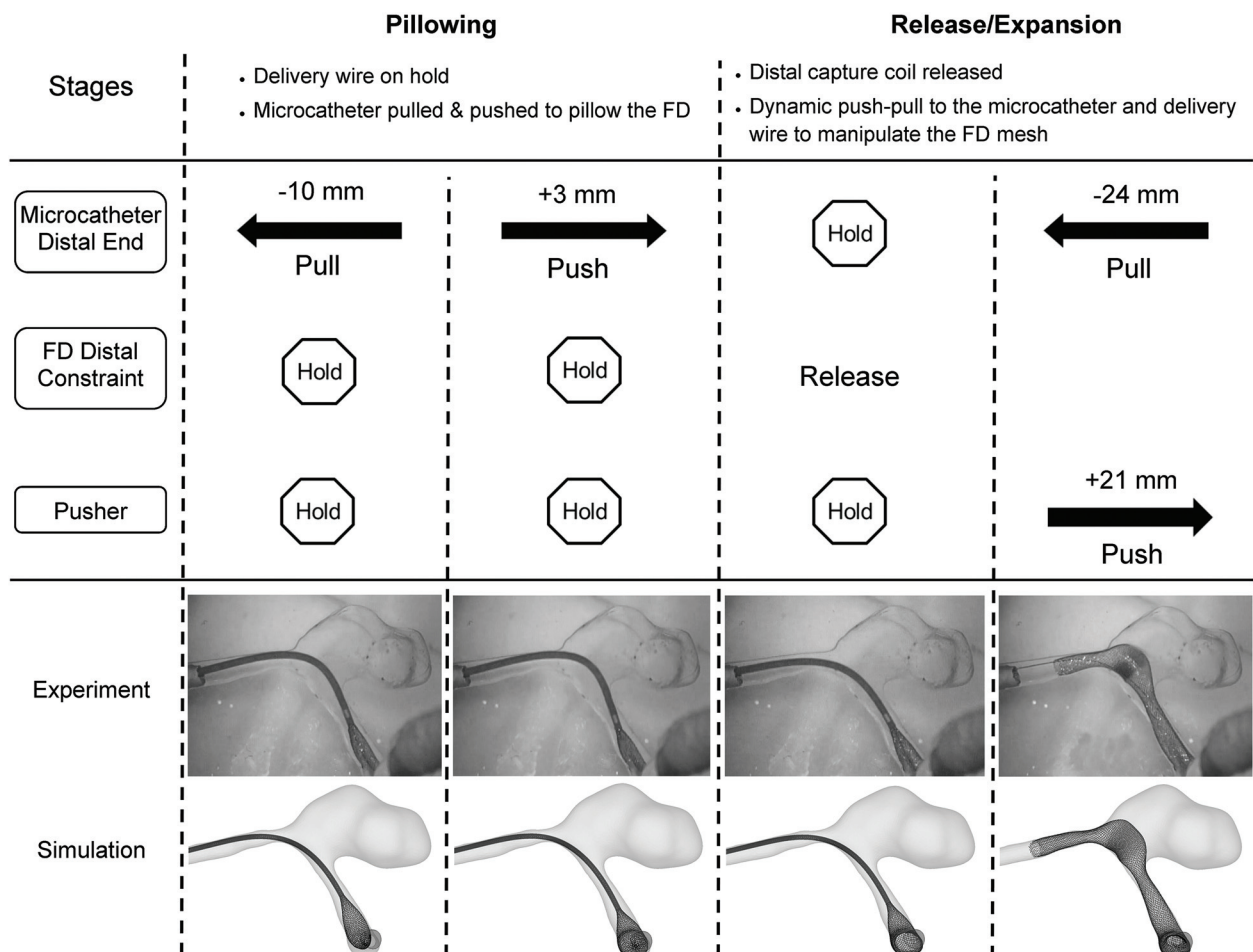 Pillowing
Release/Expansion
Stages
• Delivery wire on hold
• Microcatheter pulled & pushed to pillow the FD
• Distal capture coil released
• Dynamic push-pull to the microcatheter and delivery
wire to manipulate the FD mesh
Microcatheter
Distal End
-10 mm
Pull
+3 mm
Push
Hold
-24 mm
Pull
FD Distal
Constraint
Hold
Hold
Release
Pusher
Hold
Hold
Hold
+21 mm
Push
Experiment
Simulation